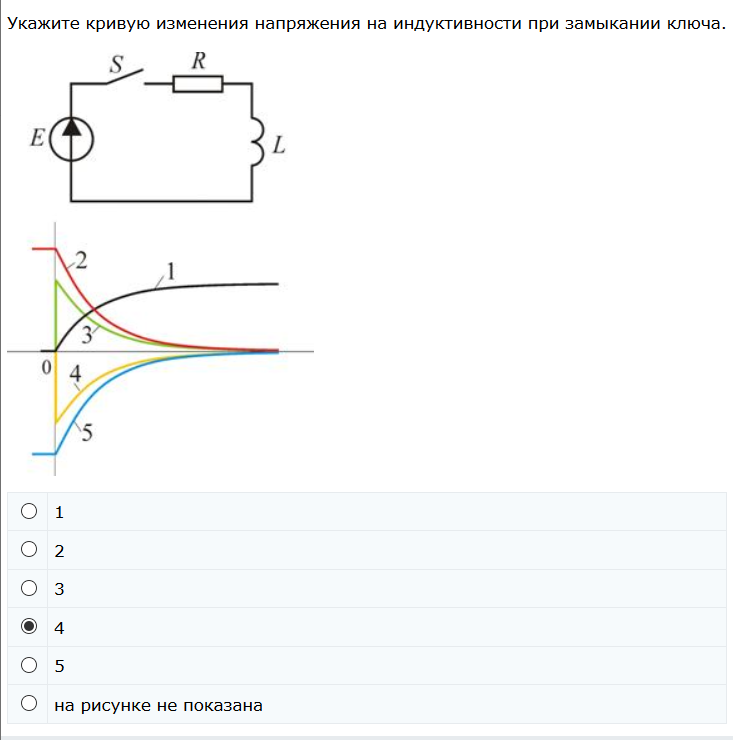 Укажите кривую изменения напряжения на индуктивности при замыкании ключа.
S R
E L
2 1
3
0 4
5
1
2
3
4
5
на рисунке не показана